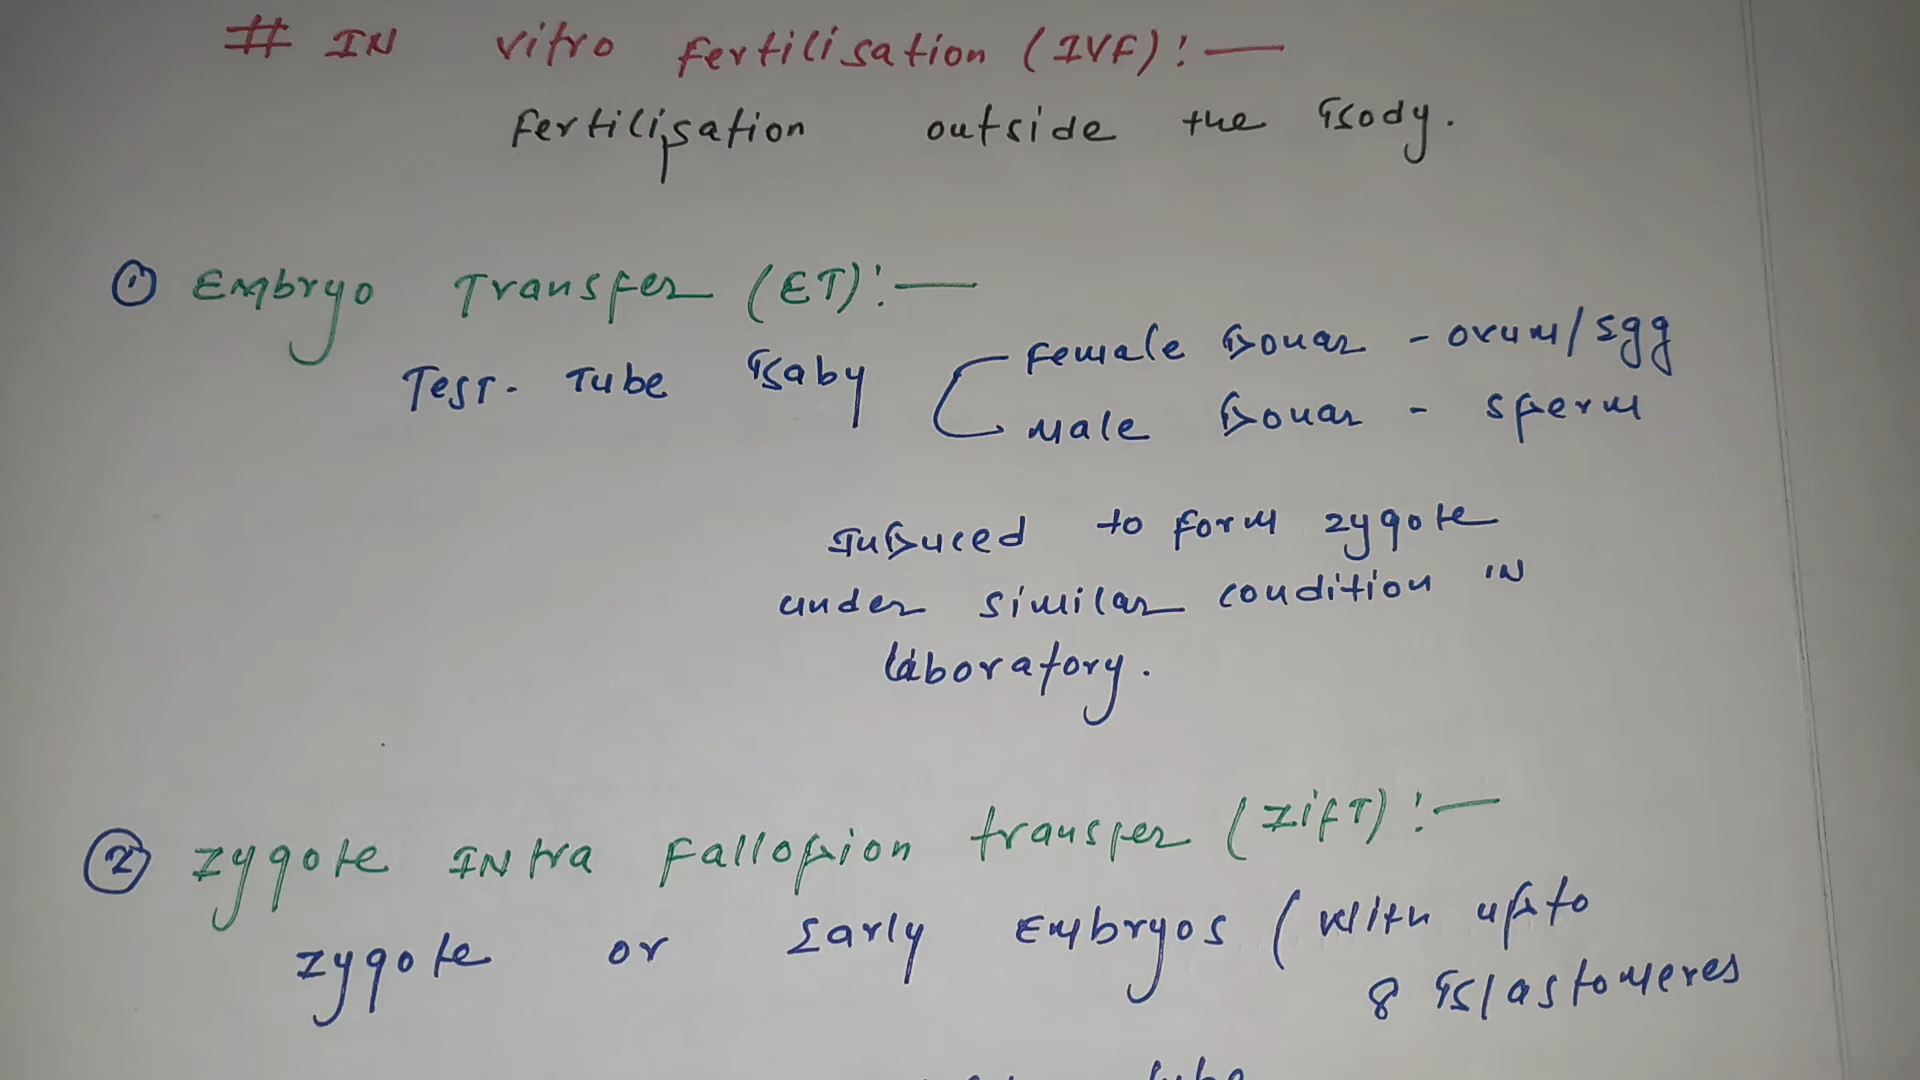 # IN vitro fertilisation (IVF):—
Fertilisation outside the Body.
① Embryo Transfer (ET):—
Test-Tube Baby
Female Donar - ovum/Egg
Male Donar - sperm
Induced to form zygote
under similar condition in
laboratory.
② Zygote Intra Fallopion transfer (ZiFT):—
Zygote or Early Embryos (With upto
8 Blastomeres